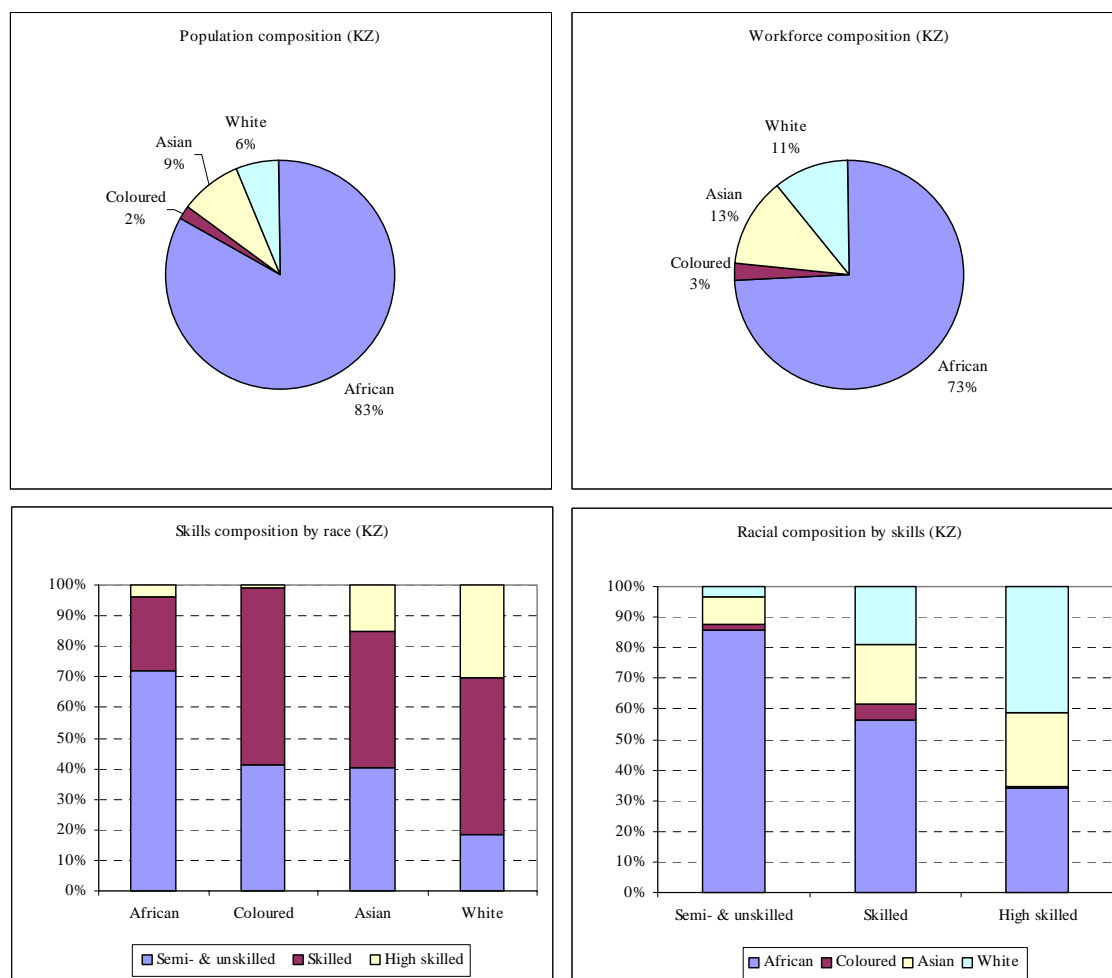 Population composition (KZ)
White
6%
Asian
9%
Coloured
2%
African
83%
Workforce composition (KZ)
White
11%
Asian
13%
Coloured
3%
African
73%
Skills composition by race (KZ)
100%
90%
80%
70%
60%
50%
40%
30%
20%
10%
0%
African Coloured Asian White
Semi- & unskilled Skilled High skilled
Racial composition by skills (KZ)
100%
90%
80%
70%
60%
50%
40%
30%
20%
10%
0%
Semi- & unskilled Skilled High skilled
African Coloured Asian White